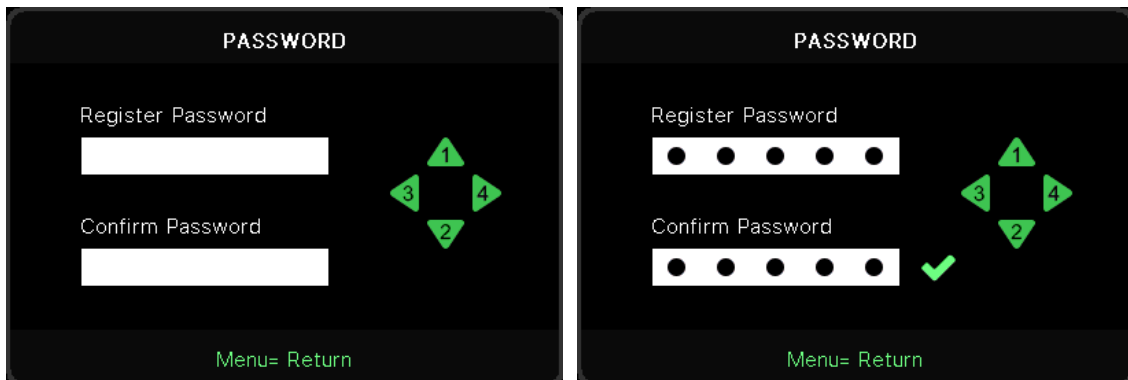 PASSWORD
Register Password
1
3 4
Confirm Password
2
Menu= Return
PASSWORD
Register Password
1
3 4
Confirm Password
2
Menu= Return